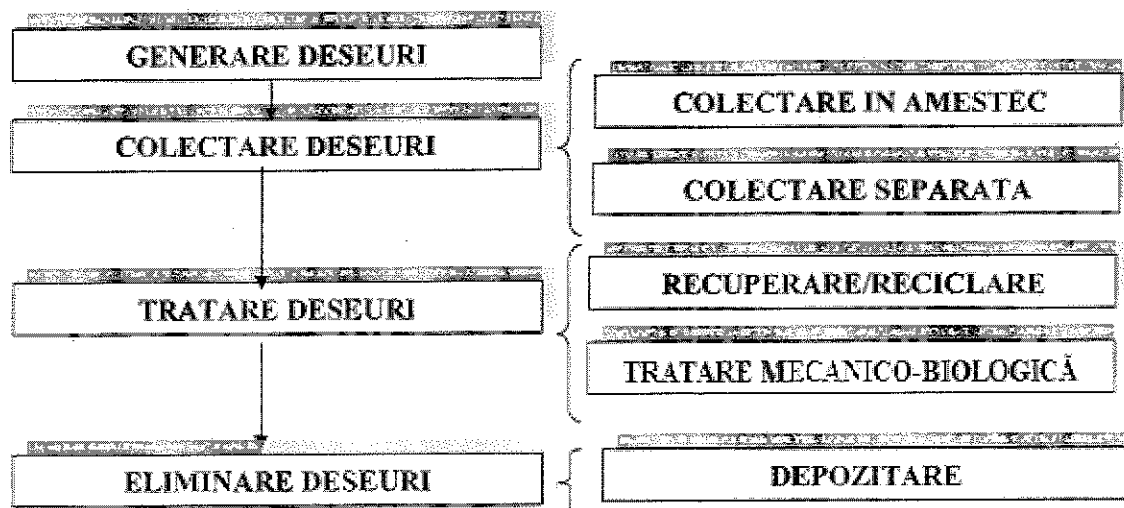 GENERARE DESEURI
COLECTARE IN AMESTEC
COLECTARE DESEURI
COLECTARE SEPARATA
RECUPERARE/RECICLARE
TRATARE DESEURI
TRATARE MECANICO-BIOLOGICĂ
ELIMINARE DESEURI
DEPOZITARE